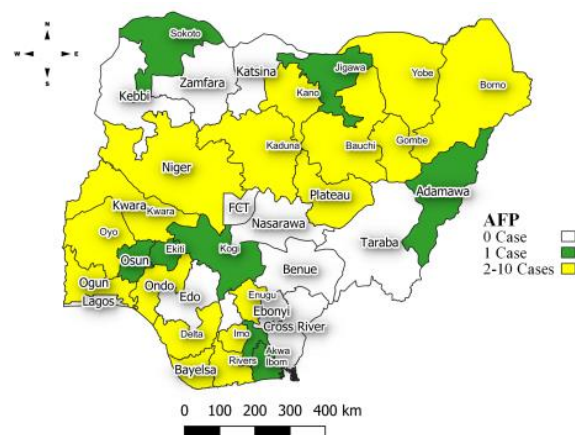 N
W E
S
Sokoto
Katsina
Jigawa
Yobe
Borno
Zamfara
Kano
Kebbi
Kaduna
Bauchi
Gombe
Niger
Plateau
Adamawa
Kwara
Kwara
FCT
Nasarawa
Taraba
Oyo
Ekiti
Kogi
Osun
Benue
Ogun
Ondo
Edo
Enugu
Lagos
Ebonyi
Cross River
Delta
Imo
Akwa
Ibom
Rivers
Bayelsa
AFP
0 Case
1 Case
2-10 Cases
0 100 200 300 400 km